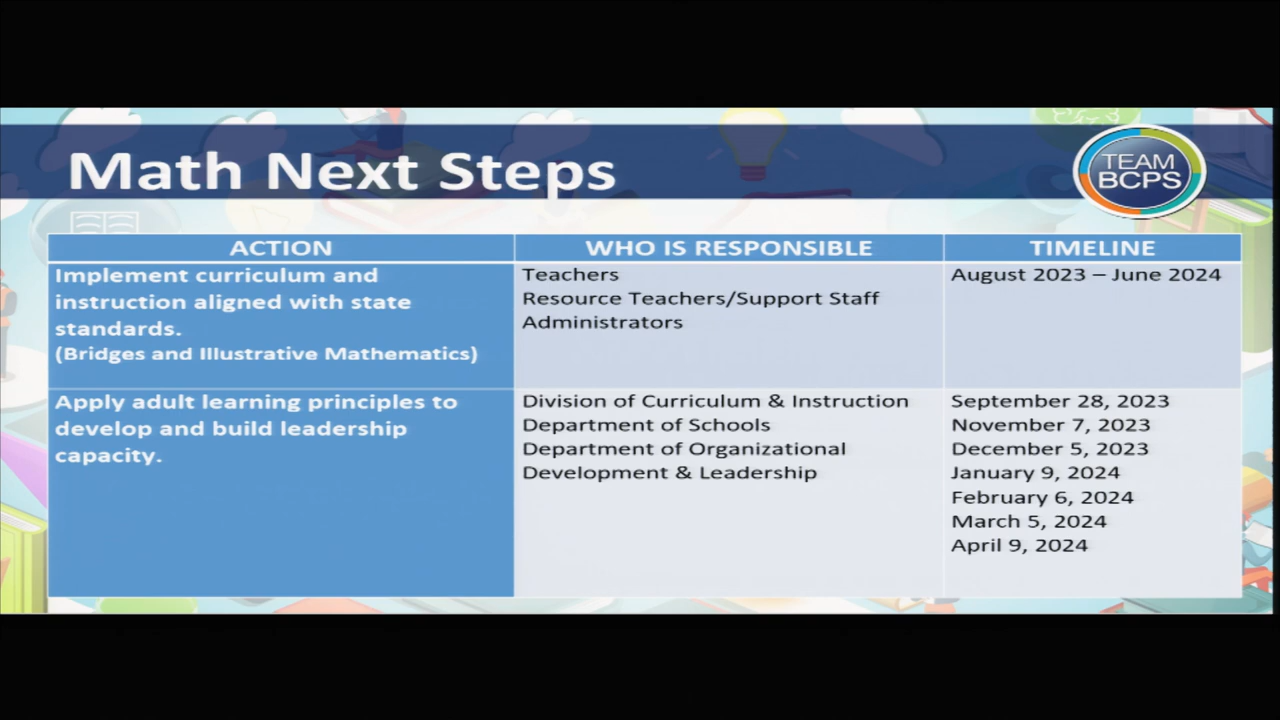 Math Next Steps
TEAM
BCPS
ACTION
WHO IS RESPONSIBLE
TIMELINE
Implement curriculum and
instruction aligned with state
standards.
(Bridges and Illustrative Mathematics)
Teachers
Resource Teachers/Support Staff
Administrators
August 2023 – June 2024
Apply adult learning principles to
develop and build leadership
capacity.
Division of Curriculum & Instruction
Department of Schools
Department of Organizational
Development & Leadership
September 28, 2023
November 7, 2023
December 5, 2023
January 9, 2024
February 6, 2024
March 5, 2024
April 9, 2024